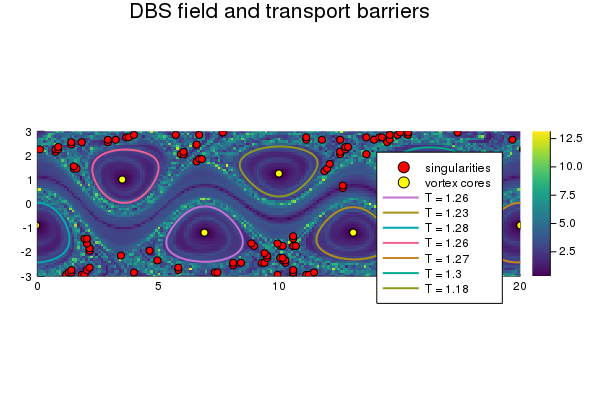 DBS field and transport barriers
3
2
1
0
-1
-2
-3
0
5
10
20
singularities
vortex cores
T = 1.26
T = 1.23
T = 1.28
T = 1.26
T = 1.27
T = 1.3
T = 1.18
12.5
10.0
7.5
5.0
2.5